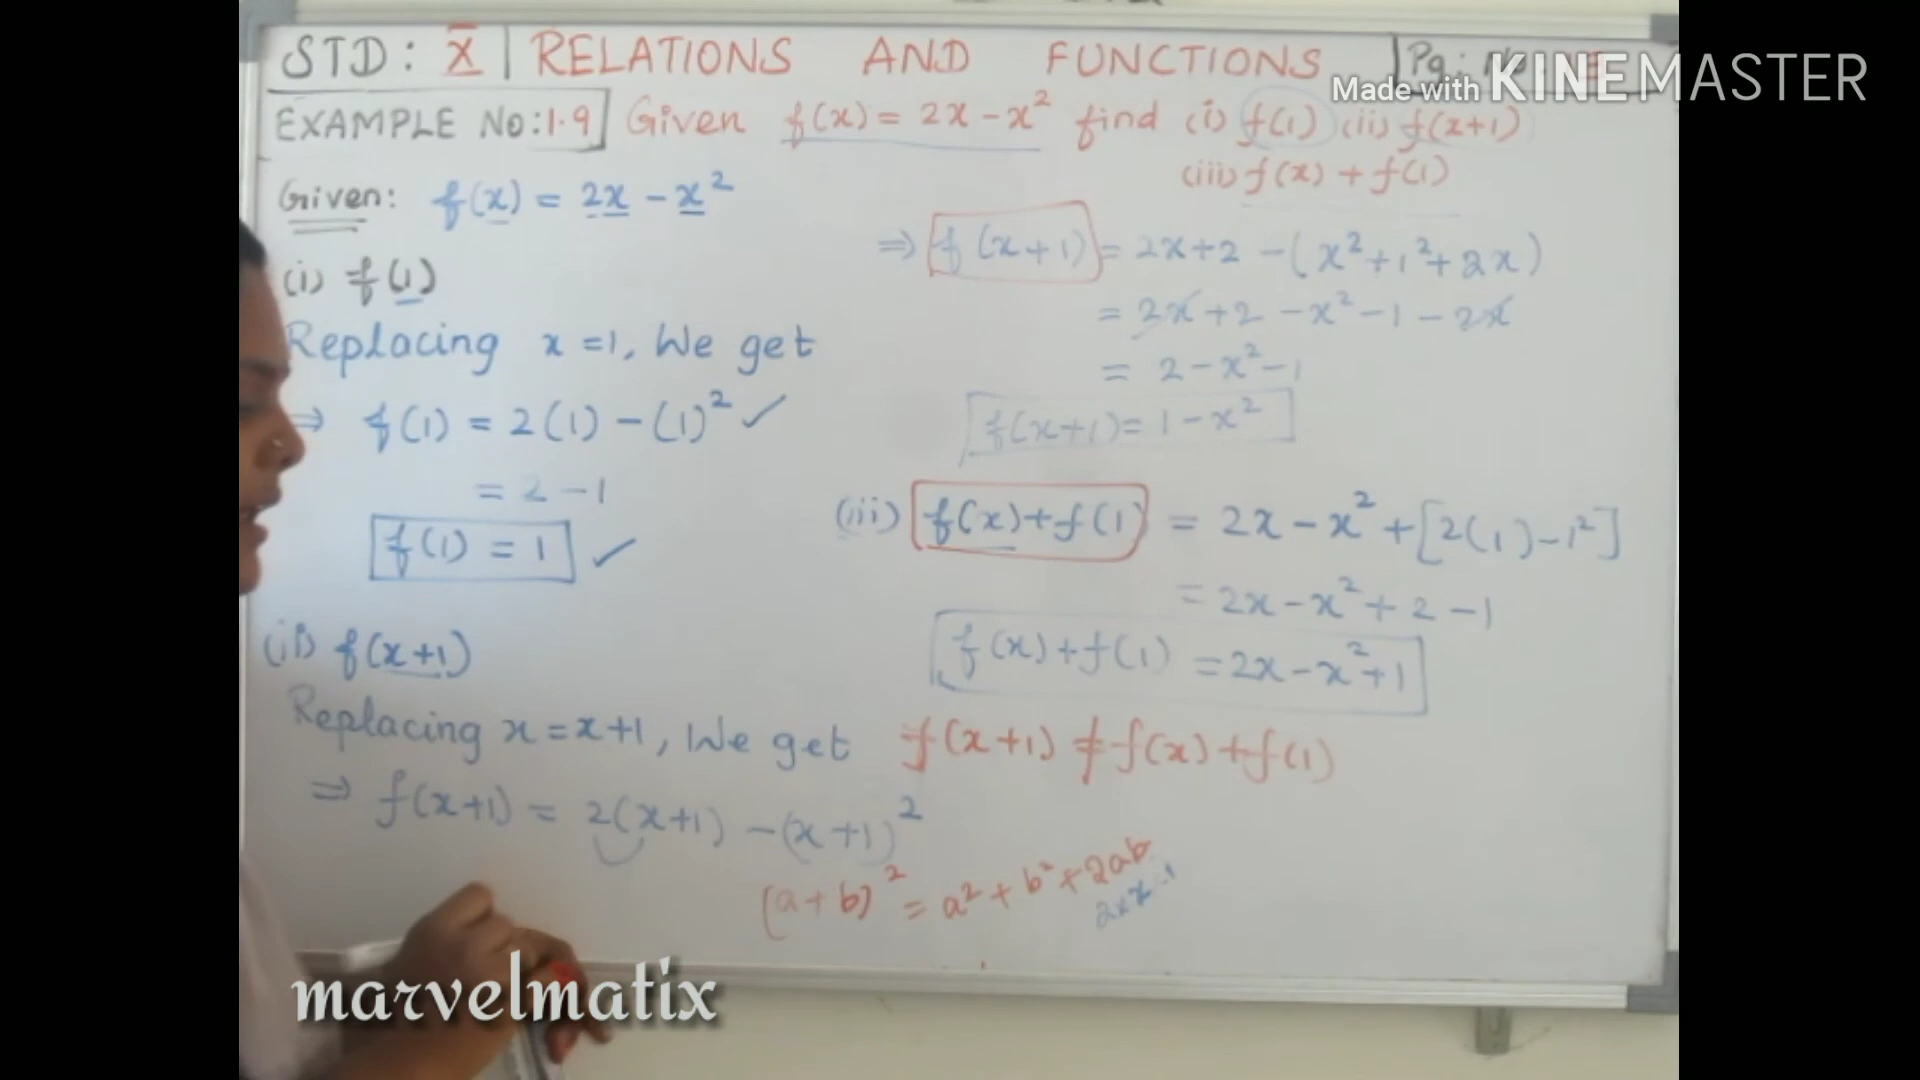 STD: X | RELATIONS AND FUNCTIONS | Pg:
Made with KINEMASTER
EXAMPLE No:1.9 Given f(x) = 2x - x² find (i) f(1) (ii) f(x+1)
(iii) f(x) + f(1)
Given: f(x) = 2x - x²
(i) f(1)
Replacing x=1, We get
⇒ f(1) = 2(1) - (1)² ✓
= 2 - 1
f(1) = 1 ✓
(ii) f(x+1)
Replacing x = x+1, We get
⇒ f(x+1) = 2(x+1) - (x+1)²
(a+b)² = a² + b² + 2ab
⇒ f(x+1) = 2x+2 - (x²+1²+2x)
= 2x+2 - x² - 1 - 2x
= 2 - x² - 1
f(x+1) = 1 - x²
(iii) f(x)+f(1) = 2x - x² + [2(1) - 1²]
= 2x - x² + 2 - 1
f(x)+f(1) = 2x - x² + 1
f(x+1) ≠ f(x)+f(1)
marvelmatix